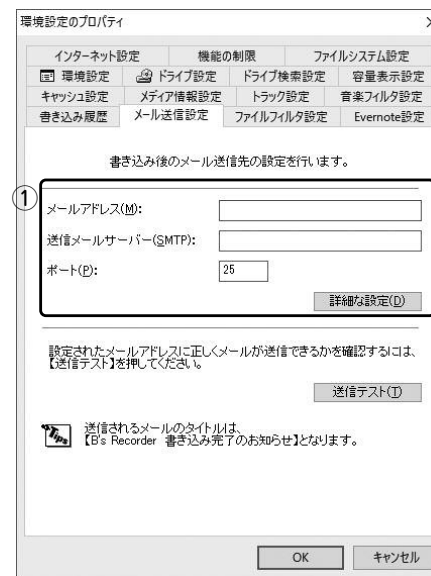 環境設定のプロパティ
インターネット設定 機能の制限 ファイルシステム設定
環境設定 ドライブ設定 ドライブ検索設定 容量表示設定
キャッシュ設定 メディア情報設定 トラック設定 音楽フィルタ設定
書き込み履歴 メール送信設定 ファイルフィルタ設定 Evernote設定
書き込み後のメール送信先の設定を行います。
①
メールアドレス(M):
送信メールサーバー(SMTP):
ポート(P): 25
詳細な設定(D)
設定されたメールアドレスに正しくメールが送信できるかを確認するには、
【送信テスト】を押してください。
送信テスト(T)
Tips 送信されるメールのタイトルは、
【B's Recorder 書き込み完了のお知らせ】となります。
OK キャンセル